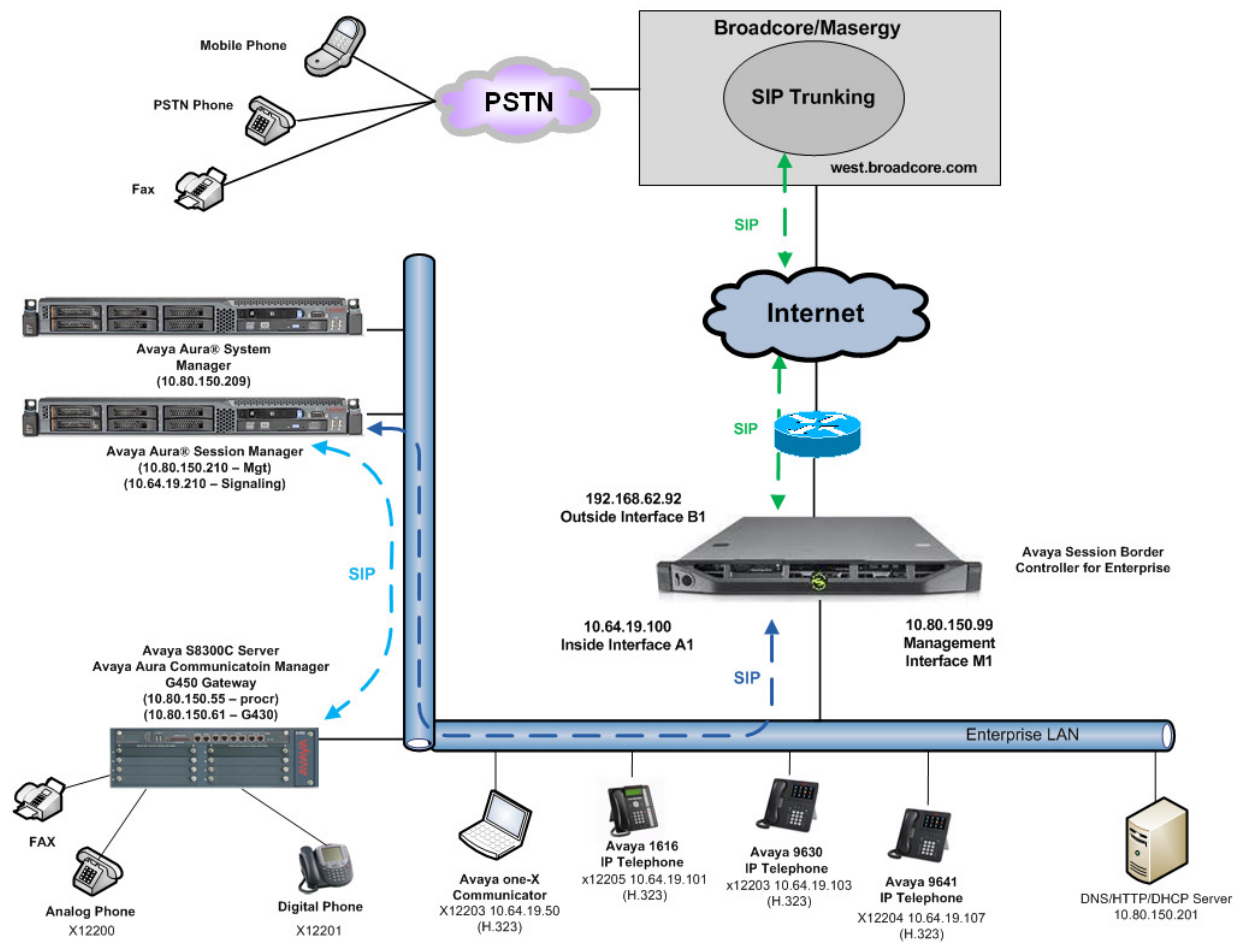 Broadcore/Masergy
Mobile Phone
PSTN
SIP Trunking
PSTN Phone
west.broadcore.com
Fax
SIP
Internet
Avaya Aura® System
Manager
(10.80.150.209)
Avaya Aura® Session Manager
(10.80.150.210 – Mgt)
(10.64.19.210 – Signaling)
SIP
192.168.62.92
Outside Interface B1
Avaya Session Border
Controller for Enterprise
SIP
10.64.19.100
Inside Interface A1
10.80.150.99
Management
Interface M1
Avaya S8300C Server
Avaya Aura Communicatoin Manager
G450 Gateway
(10.80.150.55 – procr)
(10.80.150.61 – G430)
SIP
Enterprise LAN
AVAYA
FAX
Analog Phone
X12200
Digital Phone
X12201
Avaya one-X
Communicator
X12203 10.64.19.50
(H.323)
Avaya 1616
IP Telephone
x12205 10.64.19.101
(H.323)
Avaya 9630
IP Telephone
x12203 10.64.19.103
(H.323)
Avaya 9641
IP Telephone
X12204 10.64.19.107
(H.323)
DNS/HTTP/DHCP Server
10.80.150.201